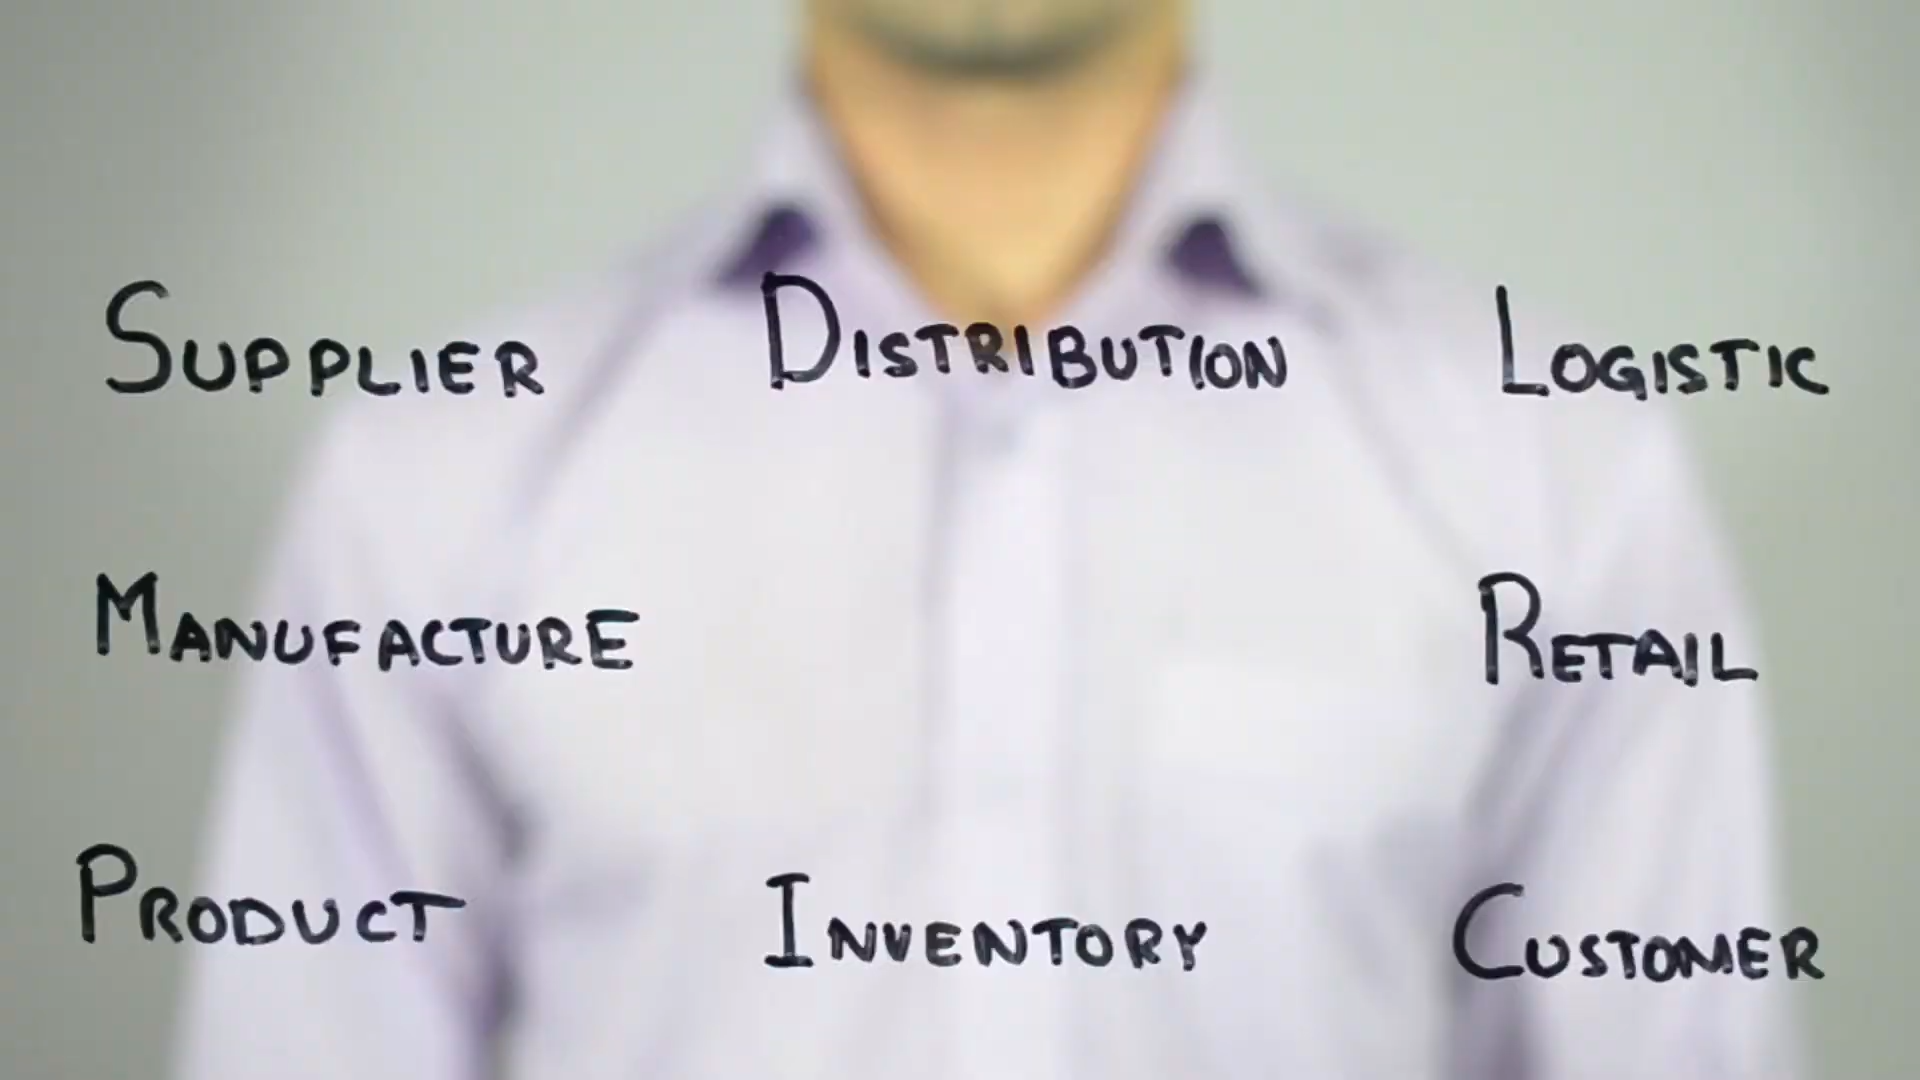 SUPPLIER DISTRIBUTION LOGISTIC
MANUFACTURE RETAIL
PRODUCT INVENTORY CUSTOMER